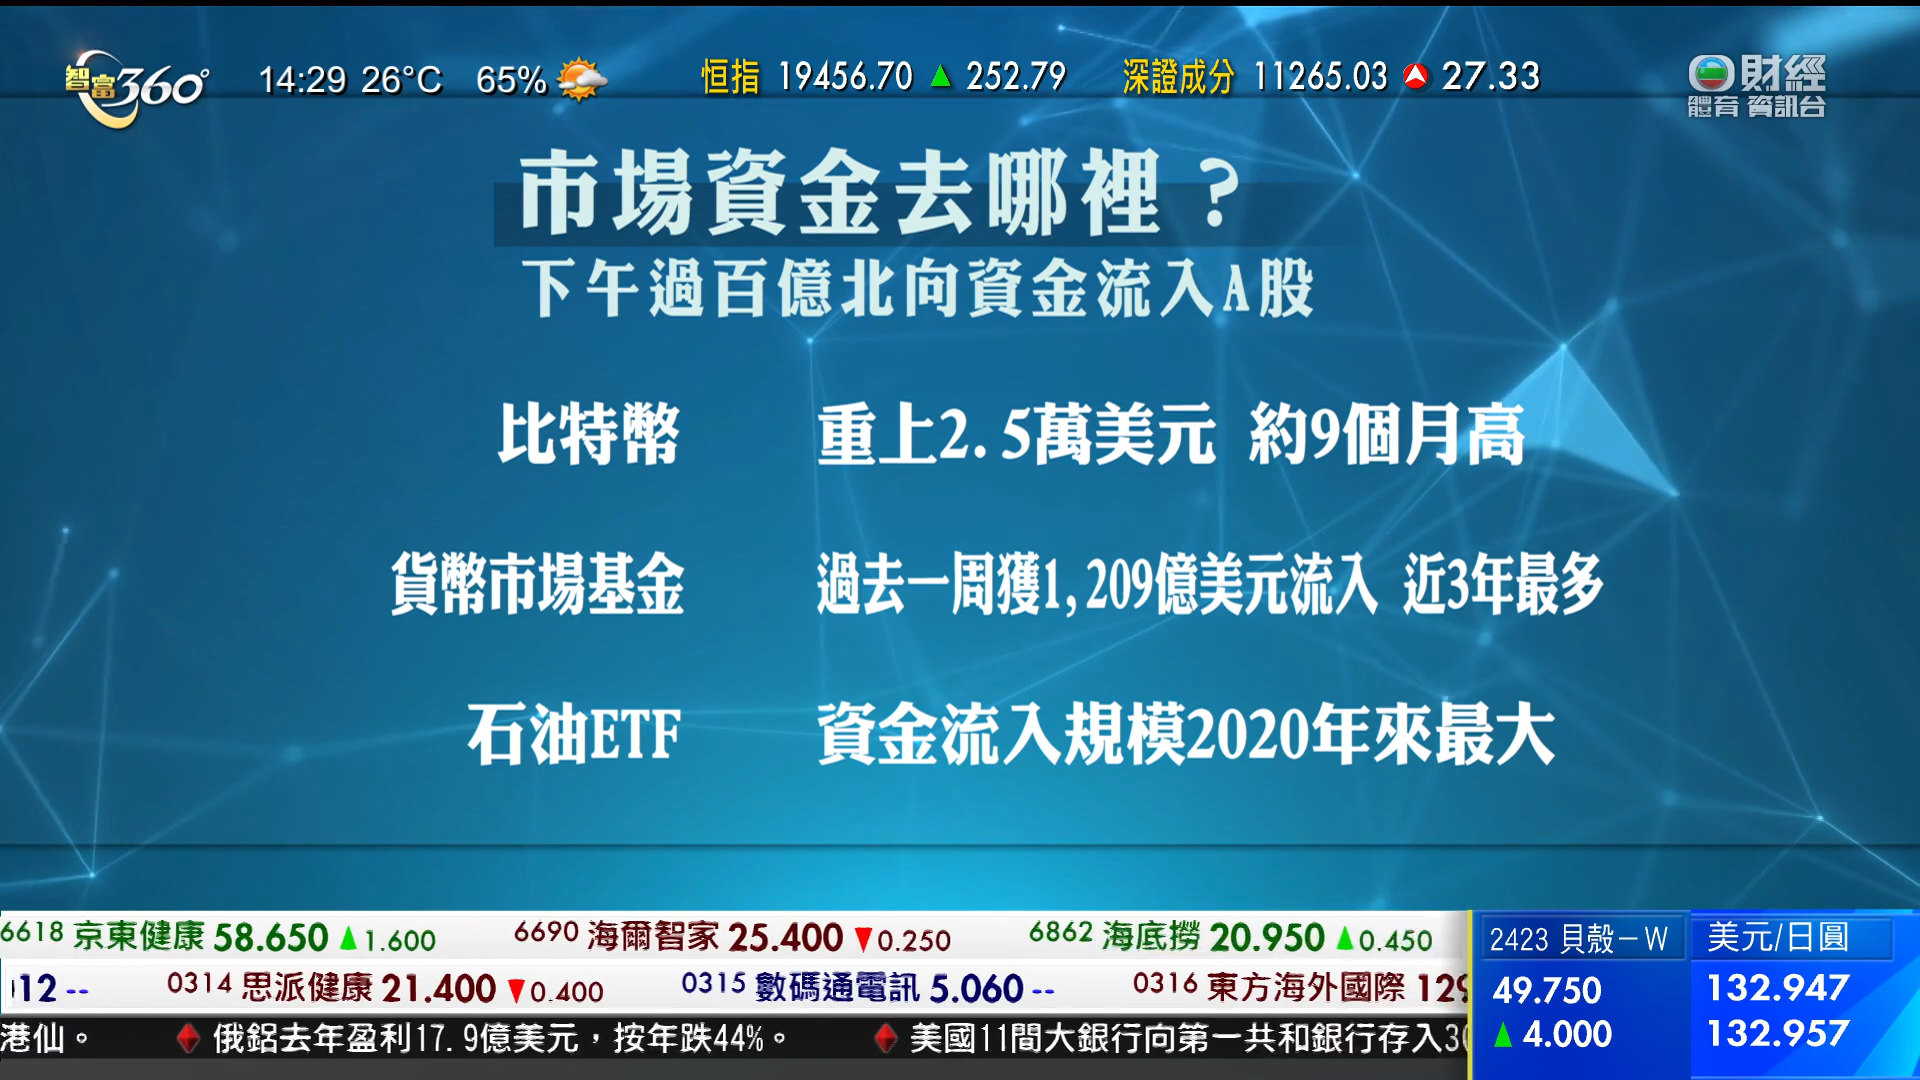 智富360°
14:29 26°C 65%
恒指 19456.70 ▲ 252.79
深證成分 11265.03 27.33
財經
體育 資訊台
市場資金去哪裡？
下午過百億北向資金流入A股
比特幣 重上2.5萬美元 約9個月高
貨幣市場基金 過去一周獲1,209億美元流入 近3年最多
石油ETF 資金流入規模2020年來最大
6618 京東健康 58.650 ▲1.600 6690 海爾智家 25.400 ▼0.250 6862 海底撈 20.950 ▲0.450
12 -- 0314 思派健康 21.400 ▼0.400 0315 數碼通電訊 5.060 -- 0316 東方海外國際 129
港仙。 ◆ 俄鋁去年盈利17.9億美元，按年跌44%。 ◆ 美國11間大銀行向第一共和銀行存入30
2423 貝殼－W
49.750
▲ 4.000
美元/日圓
132.947
132.957